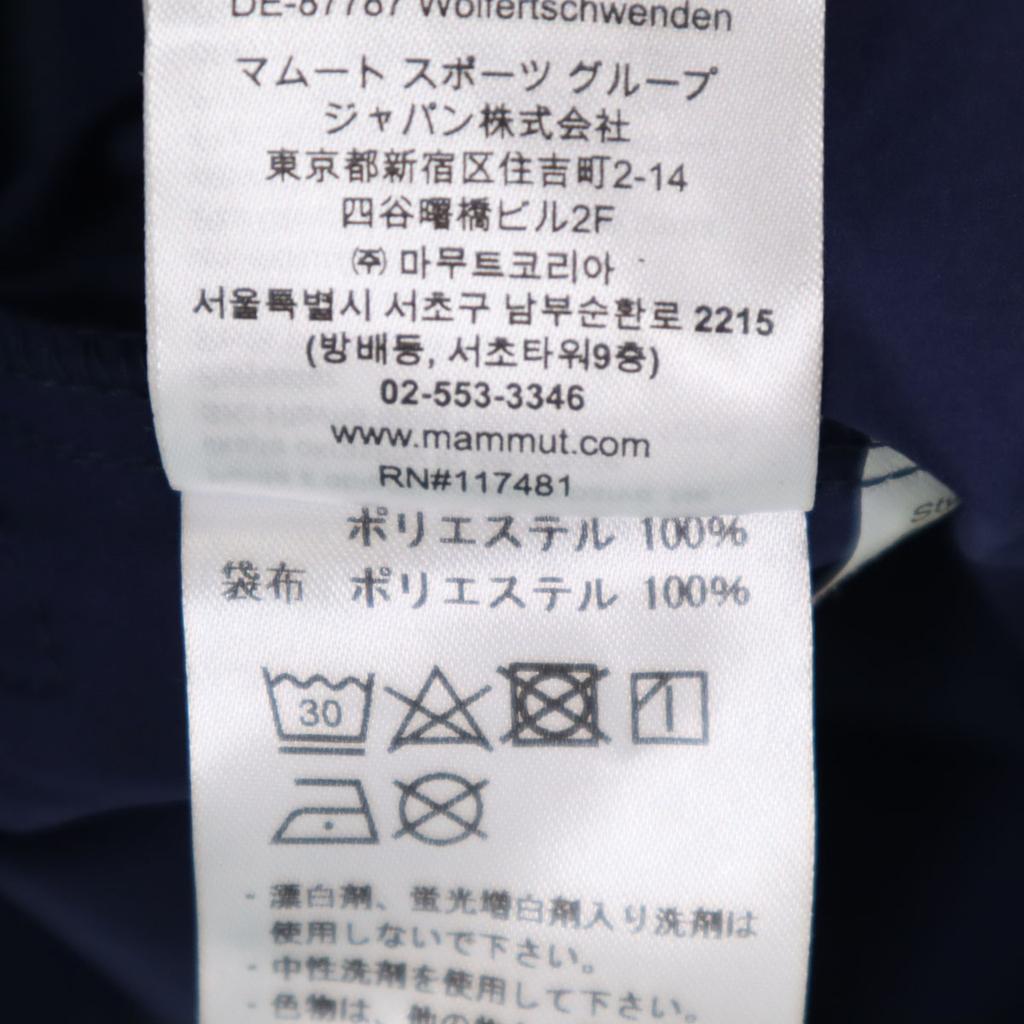 DE-87787 Wolfertschwenden
マムート スポーツ グループ
ジャパン株式会社
東京都新宿区住吉町2-14
四谷曙橋ビル2F
㈜ 마무트코리아
서울특별시 서초구 남부순환로 2215
(방배동, 서초타워9층)
02-553-3346
www.mammut.com
RN#117481
ポリエステル 100%
袋布 ポリエステル 100%
30
- 漂白剤、蛍光増白剤入り洗剤は
使用しないで下さい。
- 中性洗剤を使用して下さい。
- 色物は、他の